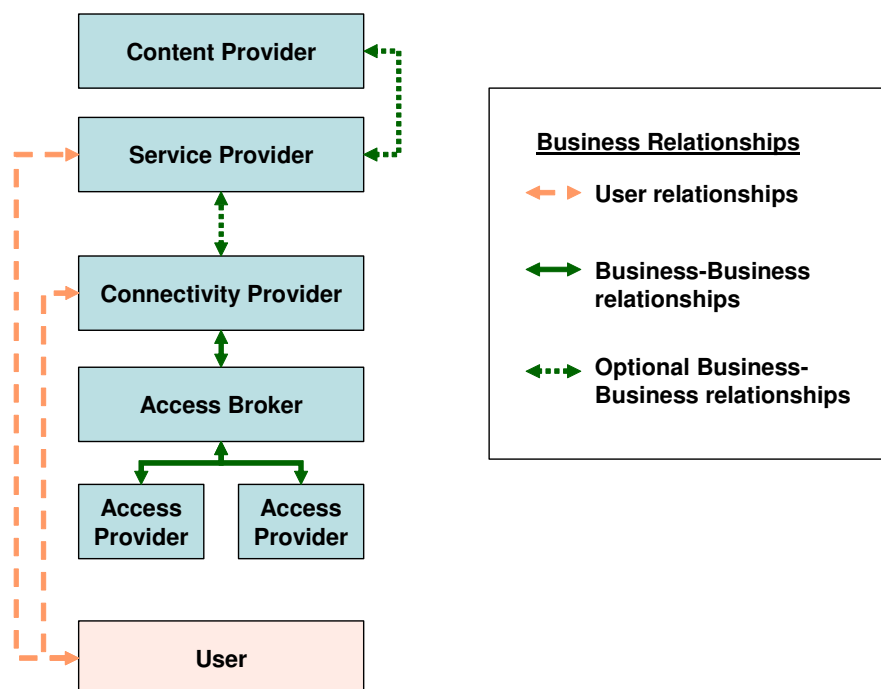 Content Provider
Service Provider
Connectivity Provider
Access Broker
Access
Provider
Access
Provider
User
Business Relationships
User relationships
Business-Business
relationships
Optional Business-
Business relationships